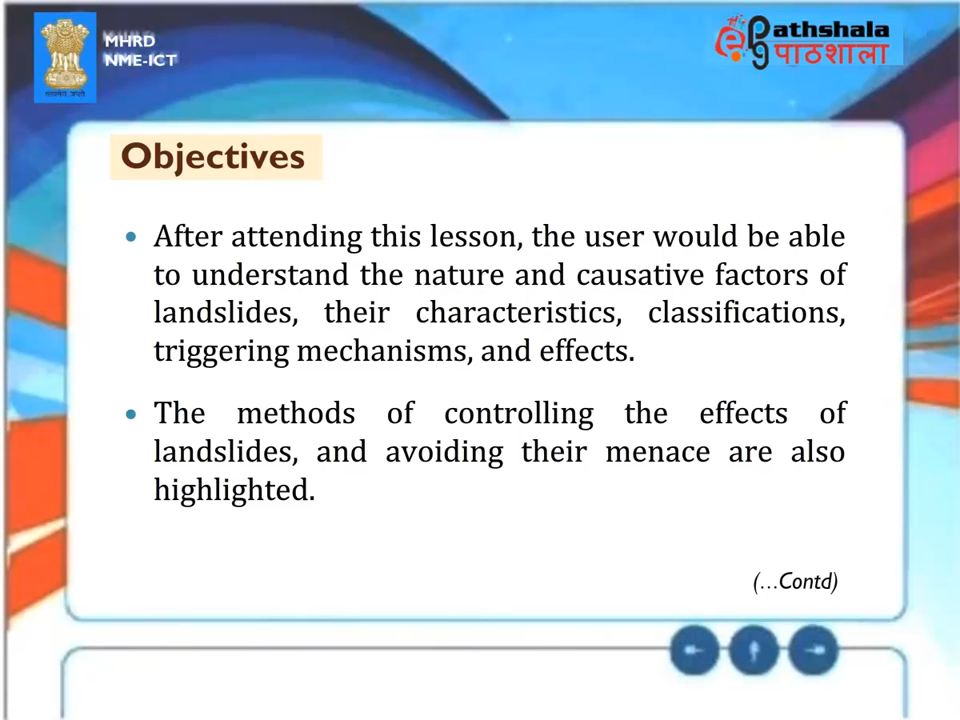 MHRD
NME-ICT
ePG Pathshala
पाठशाला
Objectives
• After attending this lesson, the user would be able
to understand the nature and causative factors of
landslides, their characteristics, classifications,
triggering mechanisms, and effects.
• The methods of controlling the effects of
landslides, and avoiding their menace are also
highlighted.
(...Contd)